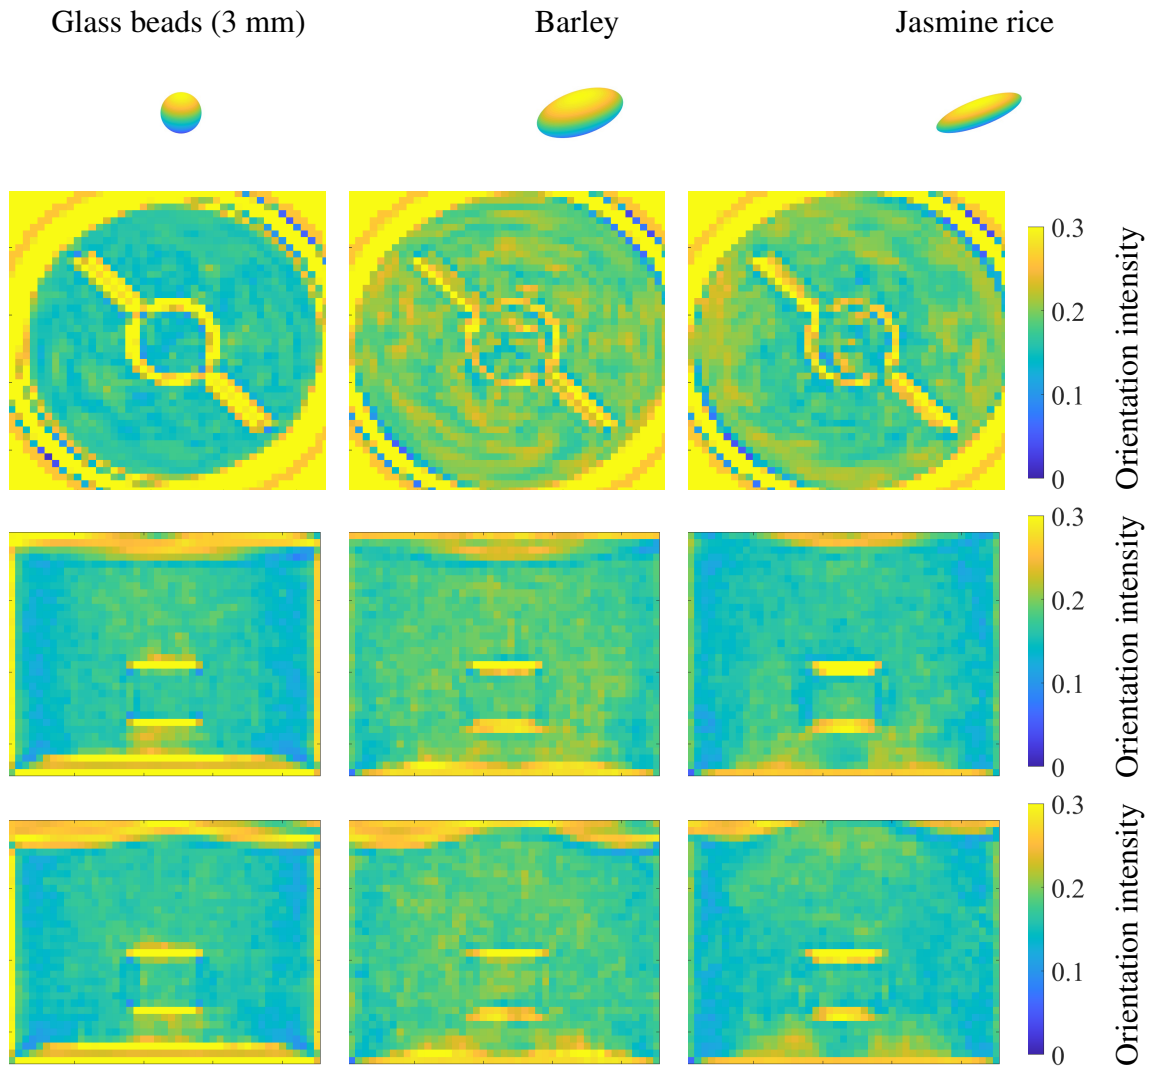 Glass beads (3 mm)
Barley
Jasmine rice
0.3
0.2
0.1
0
Orientation intensity
0.3
0.2
0.1
0
Orientation intensity
0.3
0.2
0.1
0
Orientation intensity